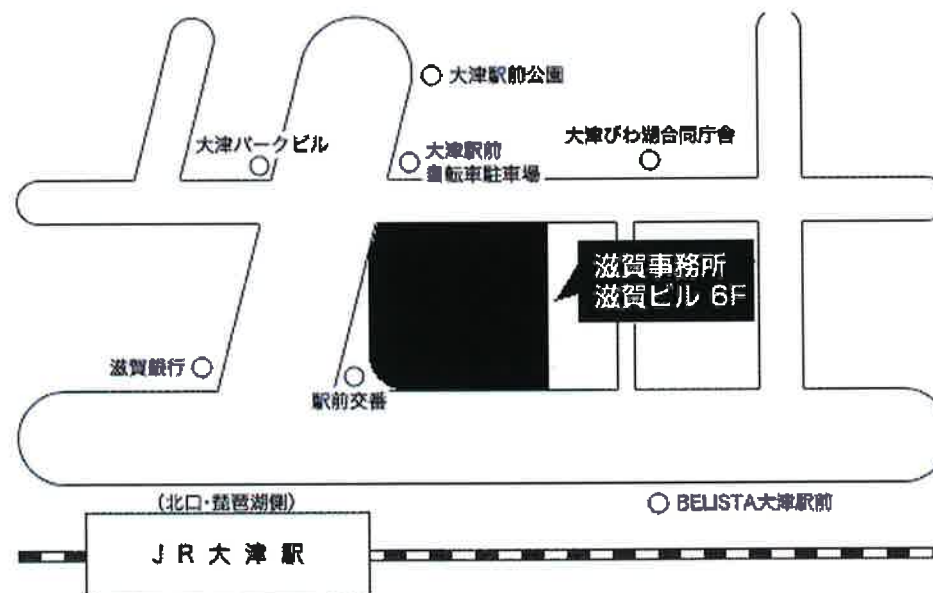 大津駅前公園
大津パークビル
大津駅前
自転車駐車場
大津びわ湖合同庁舎
滋賀事務所
滋賀ビル 6F
滋賀銀行
駅前交番
(北口・琵琶湖側)
BELISTA大津駅前
JR大津駅